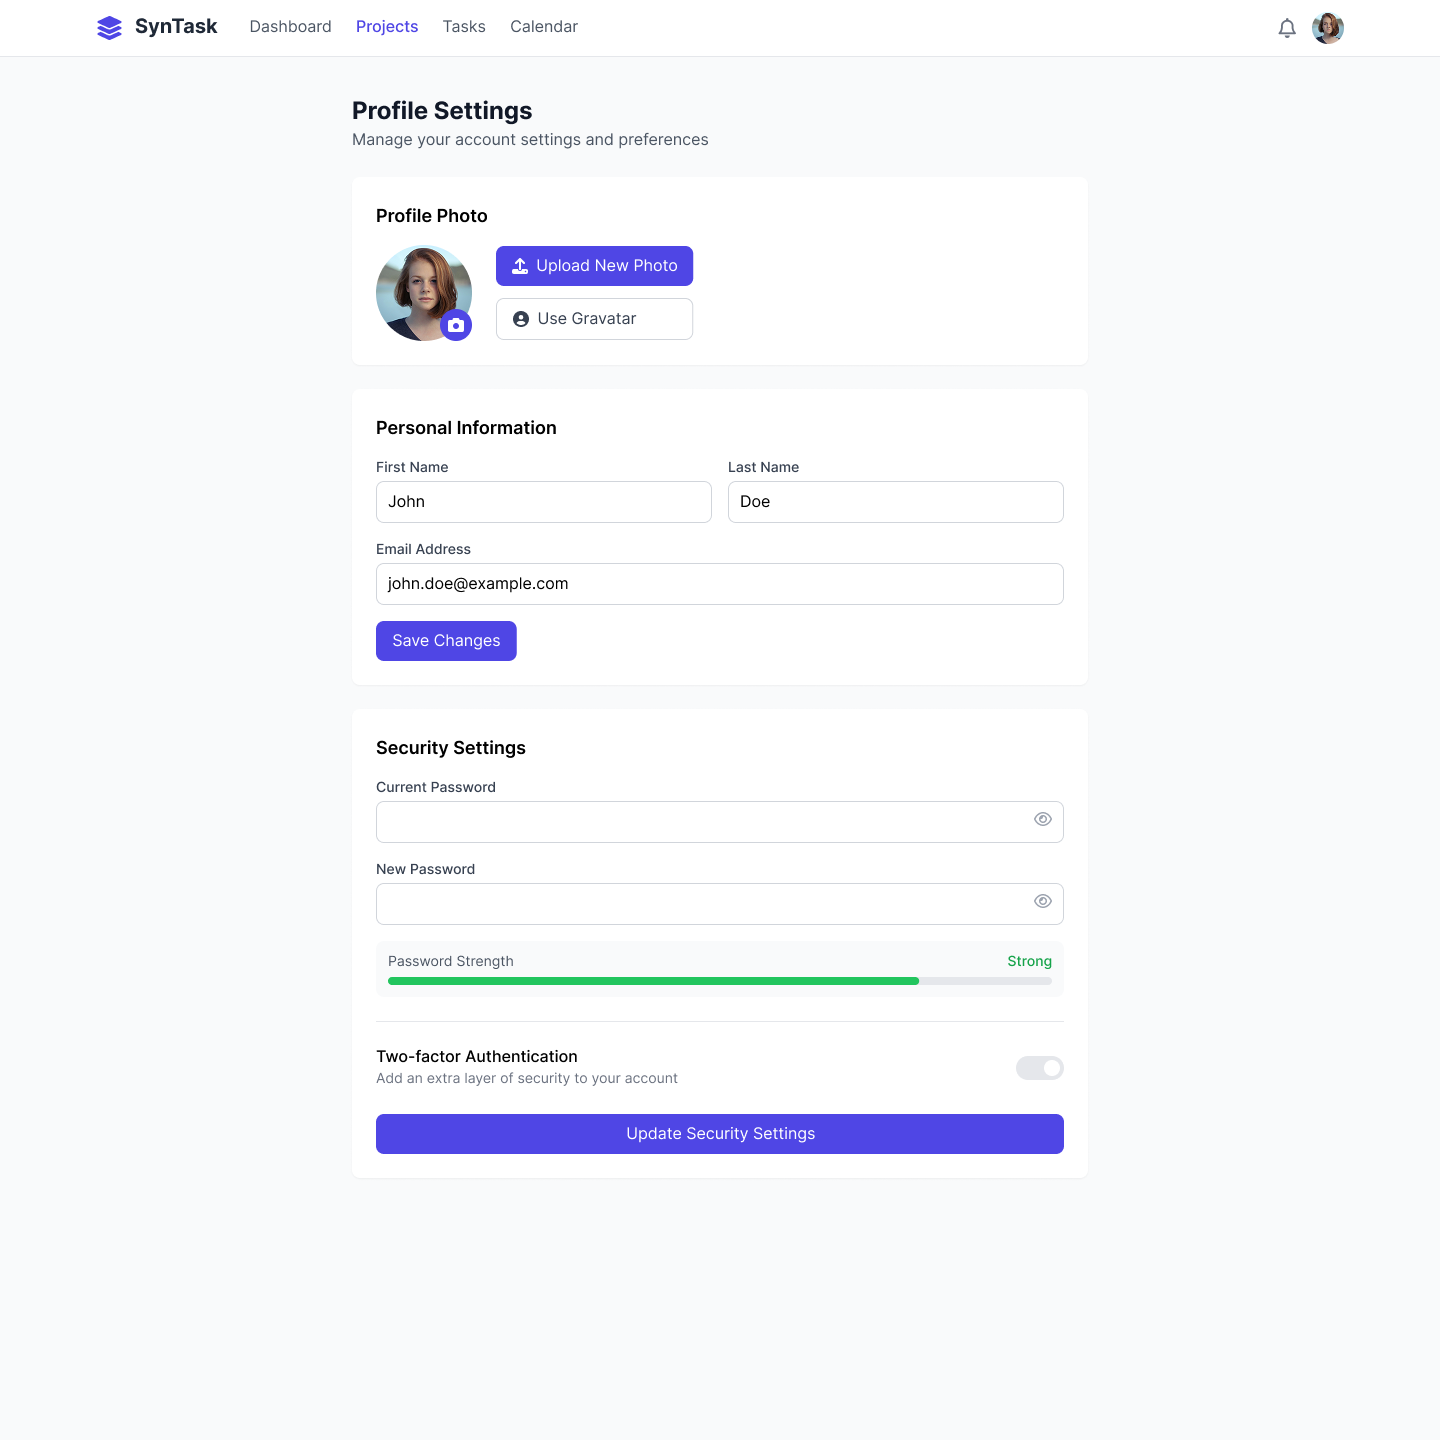 SynTask
Dashboard
Projects
Tasks
Calendar
Profile Settings
Manage your account settings and preferences
Profile Photo
Upload New Photo
Use Gravatar
Personal Information
First Name
Last Name
John
Doe
Email Address
john.doe@example.com
Save Changes
Security Settings
Current Password
New Password
Password Strength
Strong
Two-factor Authentication
Add an extra layer of security to your account
Update Security Settings